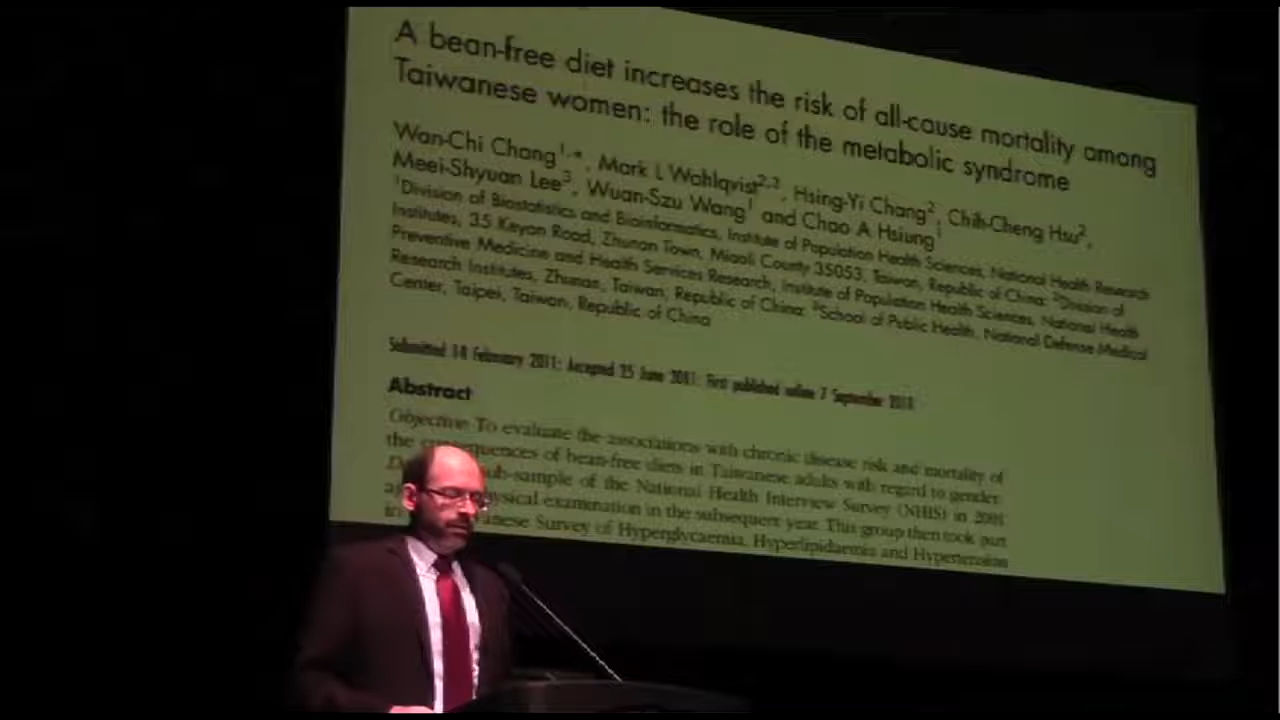 A bean-free diet increases the risk of all-cause mortality among
Taiwanese women: the role of the metabolic syndrome
Wan-Chi Chang1,*, Mark L Wahlqvist2,3, Hsing-Yi Chang2, Chih-Cheng Hsu2,
Meei-Shyuan Lee3, Wuan-Szu Wang1 and Chao A Hsiung1
1Division of Biostatistics and Bioinformatics, Institute of Population Health Sciences, National Health Research
Institutes, 35 Keyan Road, Zhunan Town, Miaoli County 35053, Taiwan, Republic of China: 2Division of
Preventive Medicine and Health Services Research, Institute of Population Health Sciences, National Health
Research Institutes, Zhunan, Taiwan, Republic of China: 3School of Public Health, National Defense Medical
Center, Taipei, Taiwan, Republic of China
Submitted February 2011: Accepted 25 June : First published online 7 September
Abstract
Objective: To evaluate the associations with chronic disease risk and mortality of
the consequences of bean-free diets in Taiwanese adults with regard to gender.
ub-sample of the National Health Interview Survey (NHIS) in 2001
ysical examination in the subsequent year. This group then took part
wanese Survey of Hyperglycaemia, Hyperlipidaemia and Hypertension